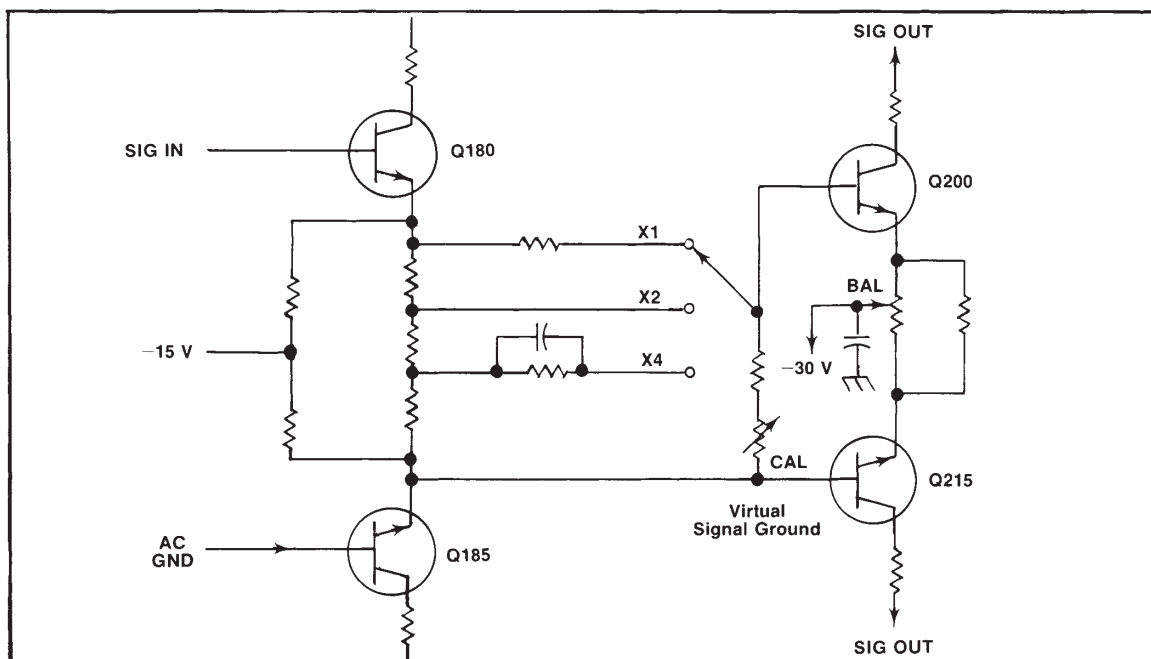 SIG OUT
SIG IN
Q180
Q200
X1
BAL
X2
−15 V
X4
−30 V
CAL
Q215
Virtual
Signal Ground
AC
GND
Q185
SIG OUT